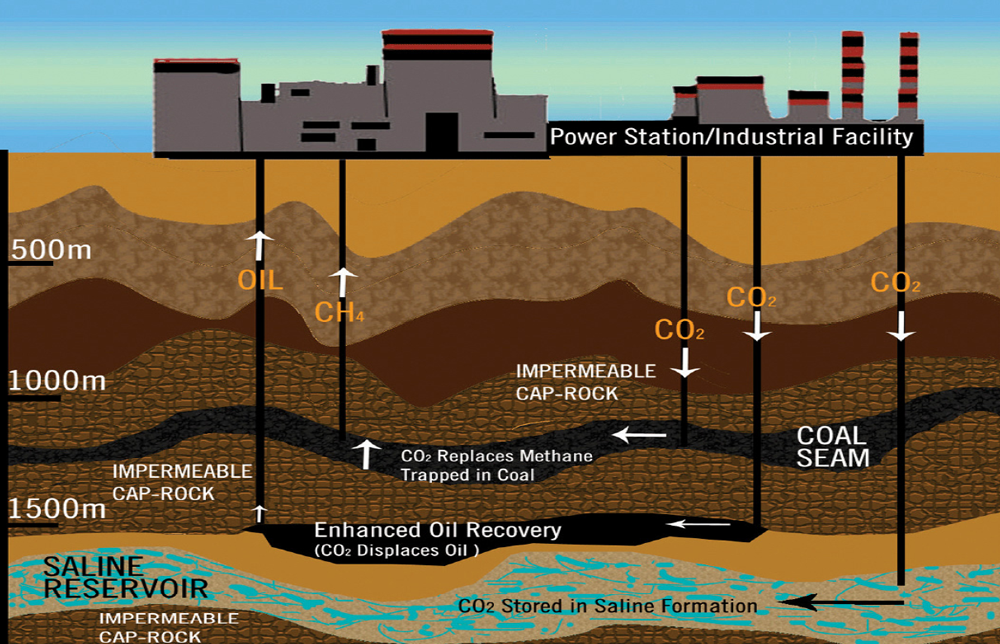 Power Station/Industrial Facility
500m
OIL
CH₄
CO₂
CO₂
CO₂
IMPERMEABLE
CAP-ROCK
1000m
COAL
SEAM
CO₂ Replaces Methane
Trapped in Coal
IMPERMEABLE
CAP-ROCK
1500m
Enhanced Oil Recovery
(CO₂ Displaces Oil )
SALINE
RESERVOIR
CO₂ Stored in Saline Formation
IMPERMEABLE
CAP-ROCK